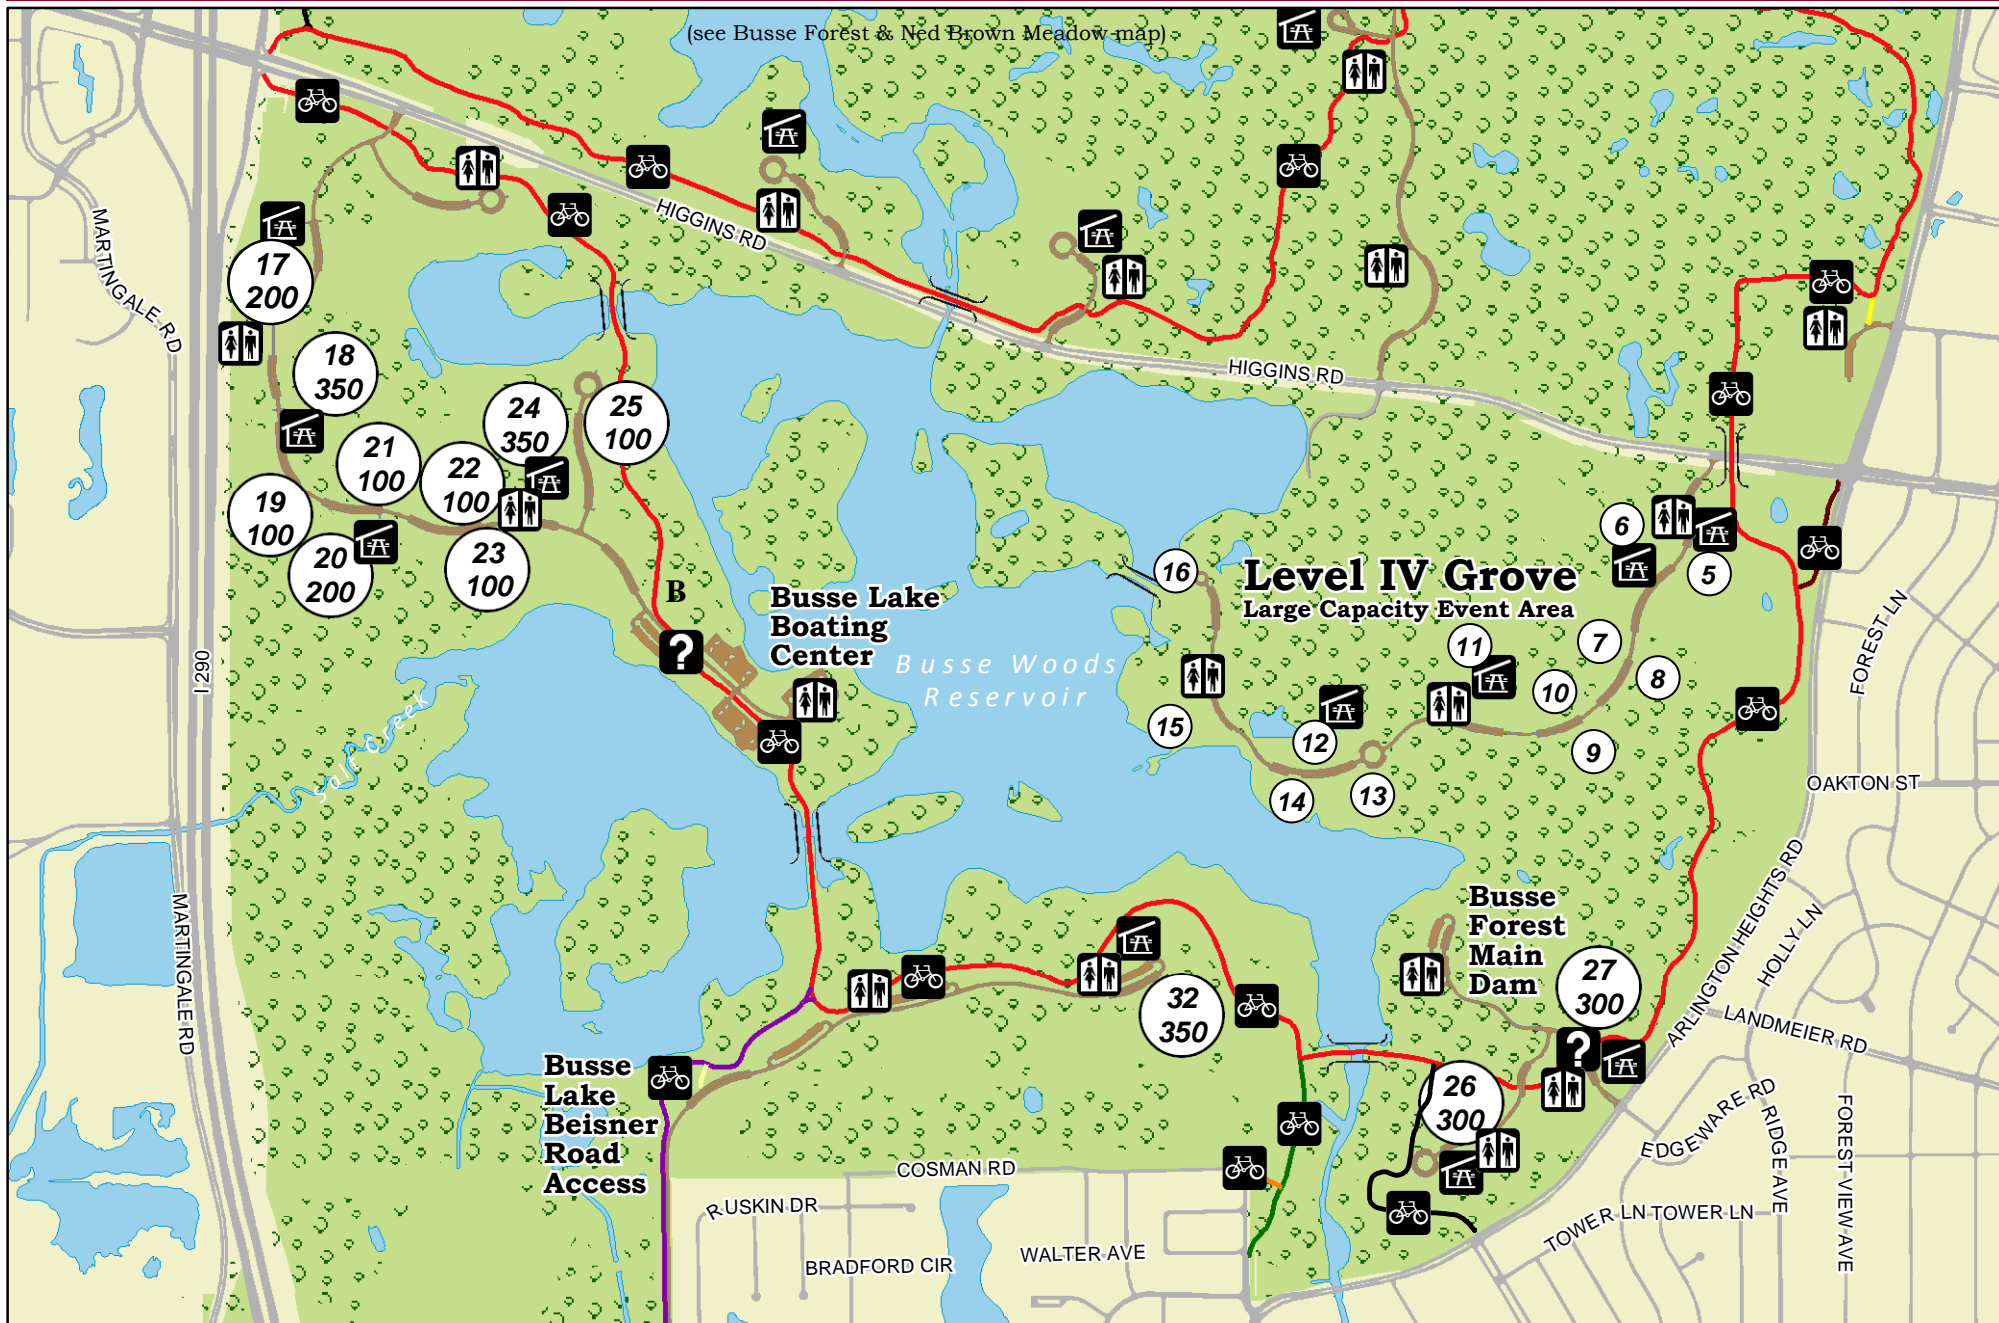 (see Busse Forest & Ned Brown Meadow map)
MARTINGALE RD
HIGGINS RD
17
200
18
350
HIGGINS RD
24
350
25
100
21
100
22
100
19
100
20
200
23
100
6
5
16
Level IV Grove
Large Capacity Event Area
B
Busse Lake
Boating
Center
Busse Woods
Reservoir
I 290
Salt Creek
11
7
8
10
15
12
9
14
13
FOREST LN
OAKTON ST
MARTINGALE RD
ARLINGTON HEIGHTS RD
HOLLY LN
LANDMEIER RD
Busse
Forest
Main
Dam
27
300
32
350
?
?
Busse
Lake
Beisner
Road
Access
26
300
EDGEWARE RD
RIDGE AVE
FOREST VIEW AVE
COSMAN RD
RUSKIN DR
BRADFORD CIR
WALTER AVE
TOWER LN
TOWER LN